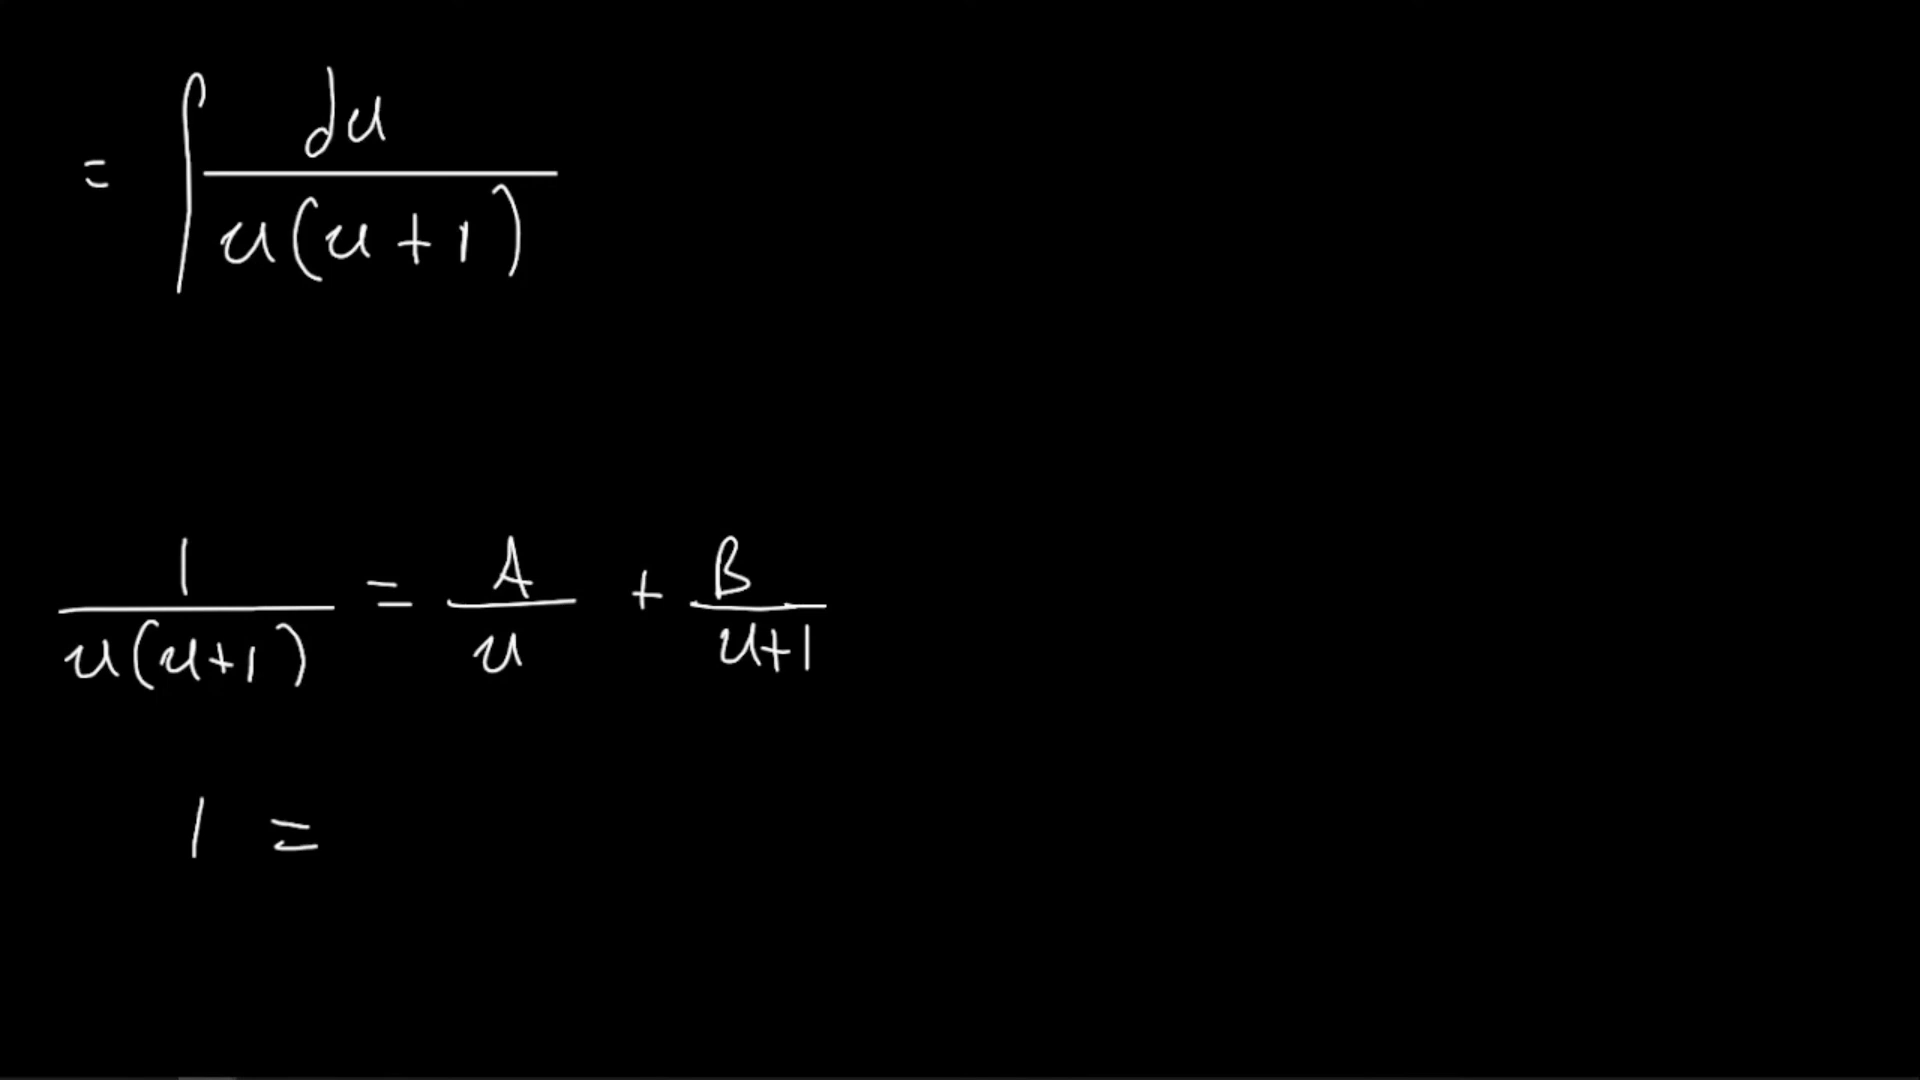 = ∫ du / u(u+1)
1 / u(u+1) = A / u + B / u+1
1 =